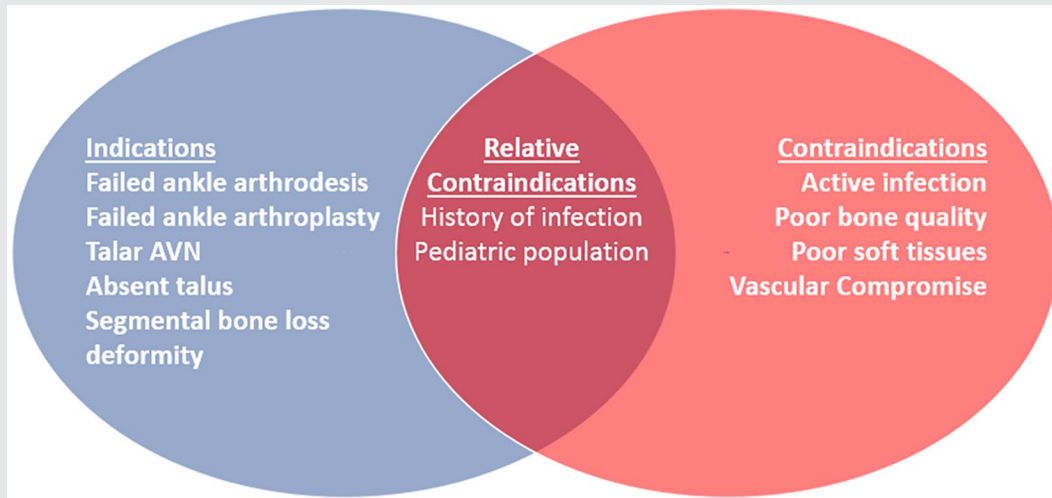 Indications
Failed ankle arthrodesis
Failed ankle arthroplasty
Talar AVN
Absent talus
Segmental bone loss
deformity
Relative
Contraindications
History of infection
Pediatric population
Contraindications
Active infection
Poor bone quality
Poor soft tissues
Vascular Compromise